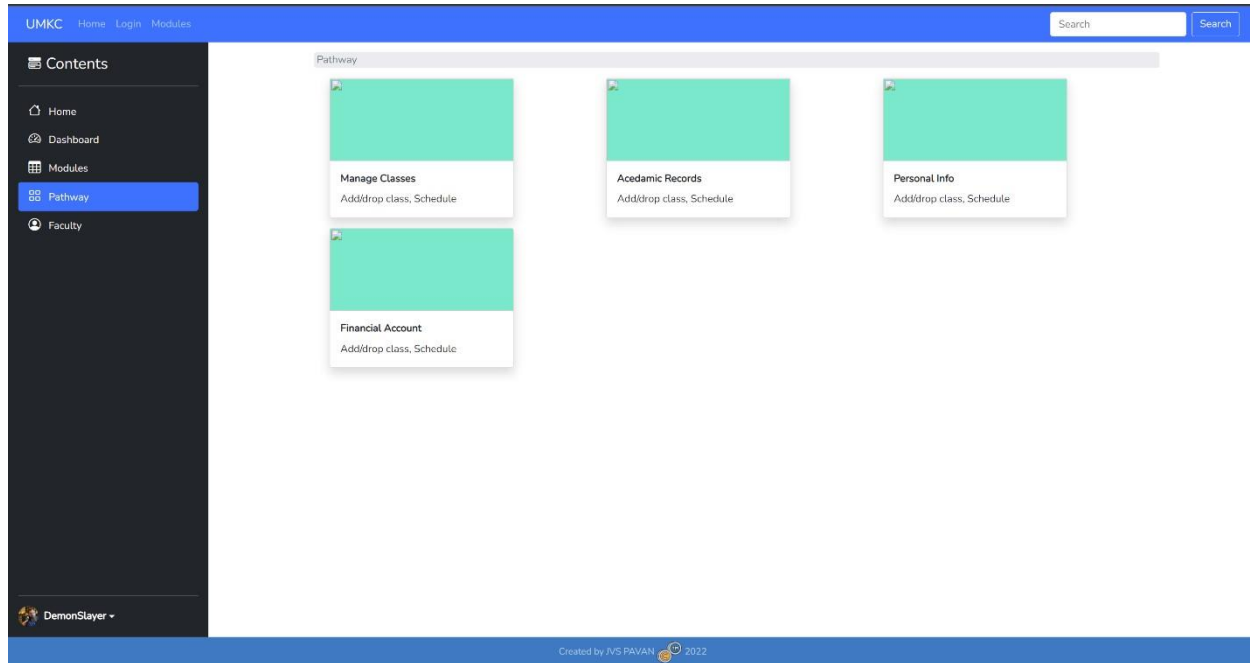 UMKC Home Login Modules Search Search
Contents
Home
Dashboard
Modules
Pathway
Faculty
DemonSlayer
Pathway
Manage Classes
Add/drop class, Schedule
Acedamic Records
Add/drop class, Schedule
Personal Info
Add/drop class, Schedule
Financial Account
Add/drop class, Schedule
Created by JVS PAVAN 2022